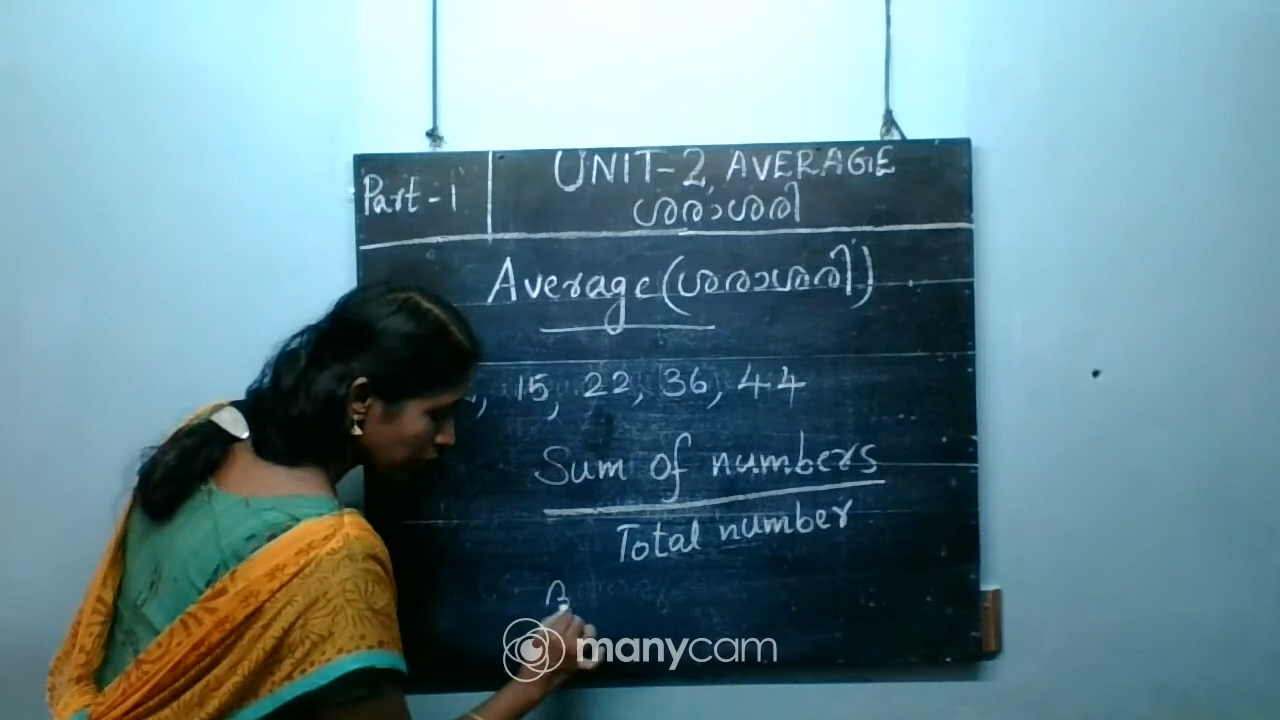 Part - 1
UNIT-2, AVERAGE
ശരാശരി
Average (ശരാശരി)
, 15, 22, 36, 44
Sum of numbers
Total number
manycam